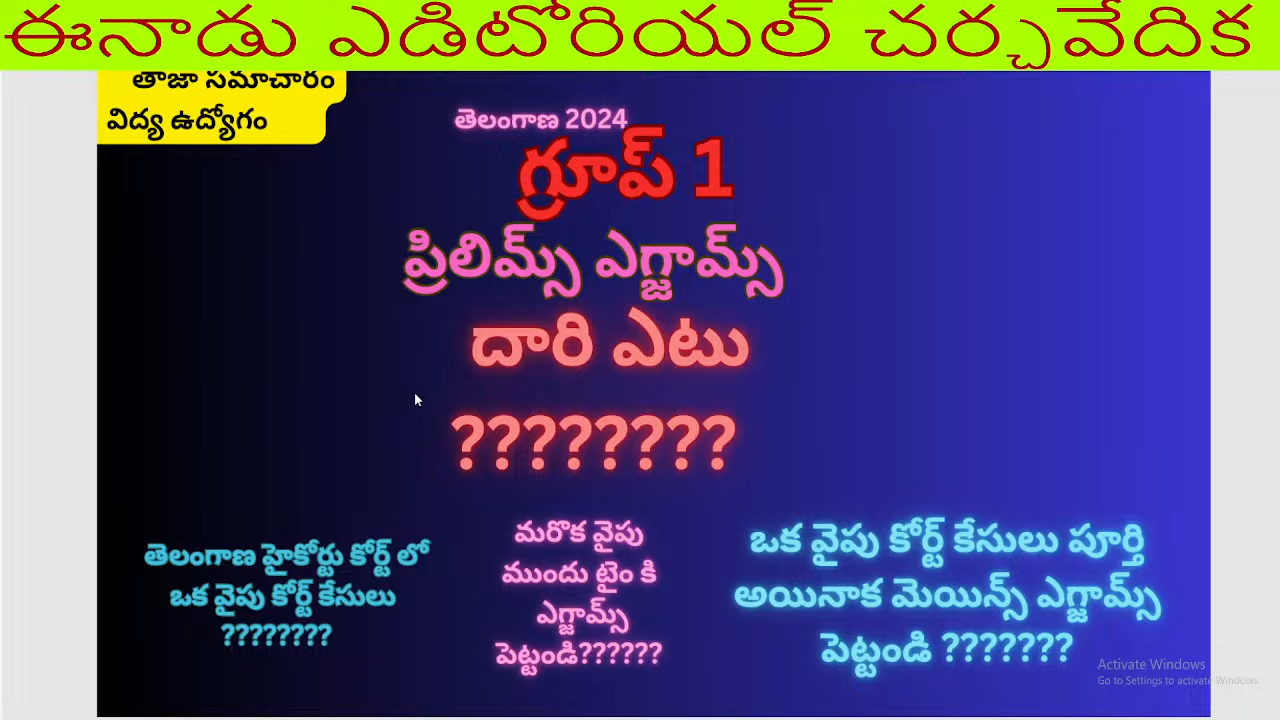 ఈనాడు ఎడిటోరియల్ చర్చవేదిక
తాజా సమాచారం
విద్య ఉద్యోగం
తెలంగాణ 2024
గ్రూప్ 1
ప్రిలిమ్స్ ఎగ్జామ్స్
దారి ఎటు
????????
తెలంగాణ హైకోర్టు కోర్ట్ లో
ఒక వైపు కోర్ట్ కేసులు
????????
మరొక వైపు
ముందు టైం కి
ఎగ్జామ్స్
పెట్టండి??????
ఒక వైపు కోర్ట్ కేసులు పూర్తి
అయినాక మెయిన్స్ ఎగ్జామ్స్
పెట్టండి ???????
Activate Windows
Go to Settings to activate Windows.